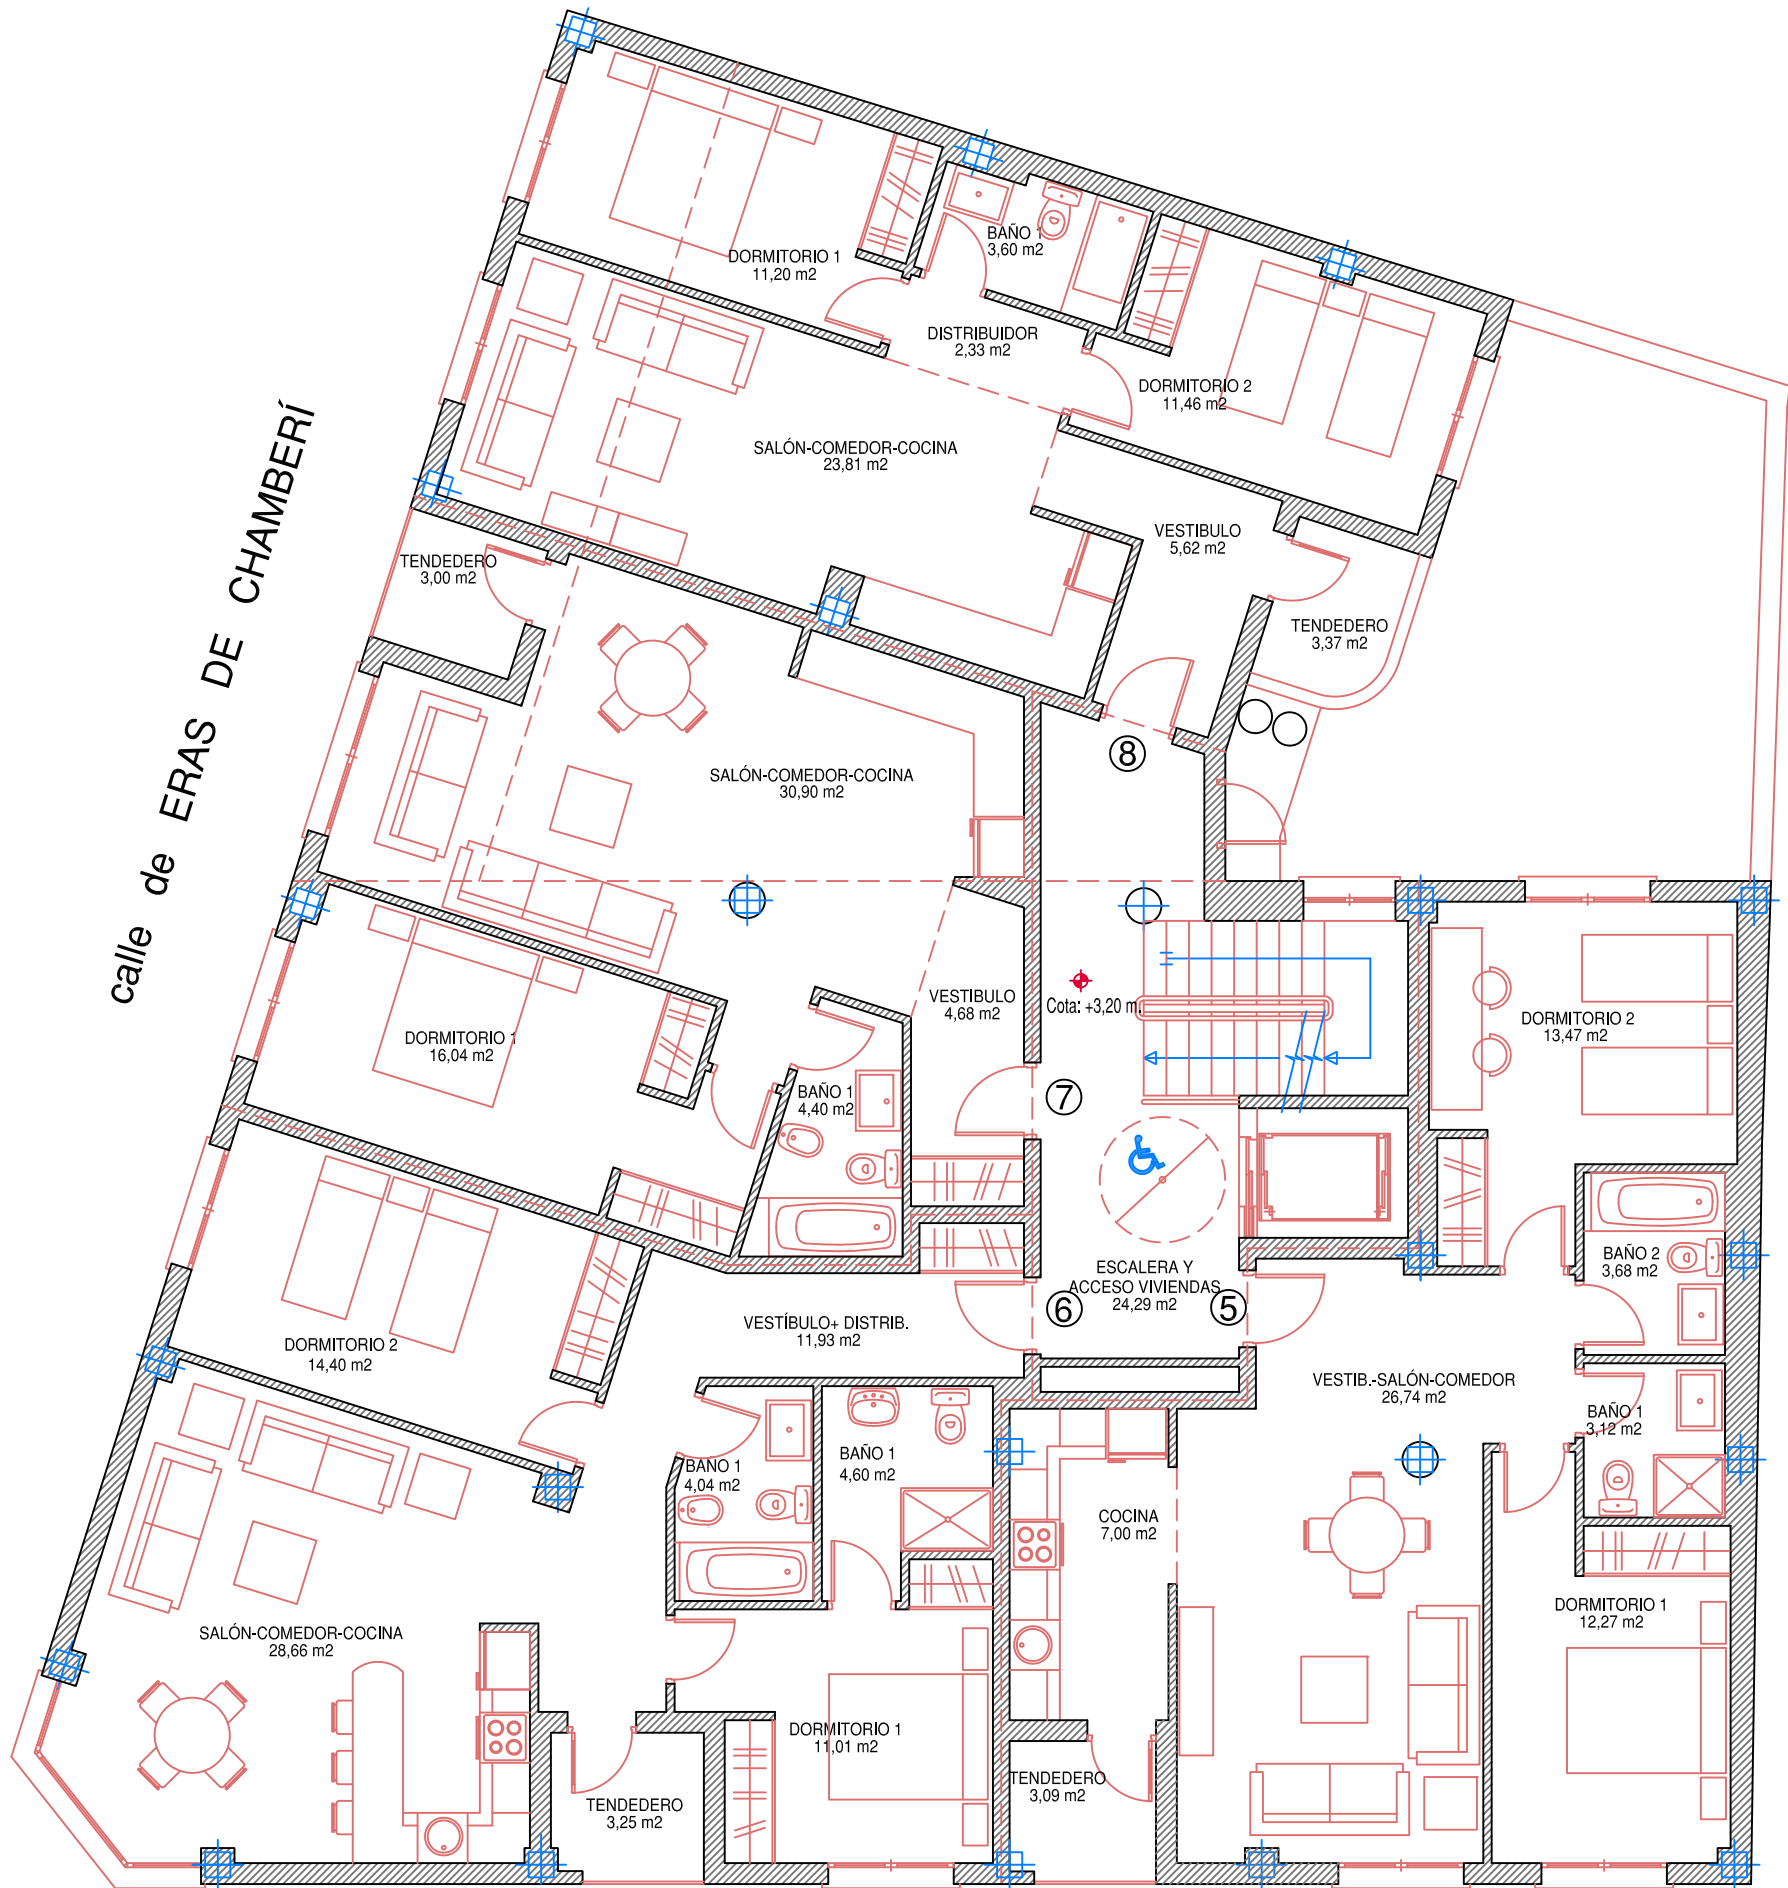 calle de ERAS DE CHAMBERÍ
DORMITORIO 1
11,20 m2
BAÑO 1
3,60 m2
DISTRIBUIDOR
2,33 m2
DORMITORIO 2
11,46 m2
SALÓN-COMEDOR-COCINA
23,81 m2
VESTIBULO
5,62 m2
TENDEDERO
3,00 m2
TENDEDERO
3,37 m2
8
SALÓN-COMEDOR-COCINA
30,90 m2
VESTIBULO
4,68 m2
Cota: +3,20 m.
DORMITORIO 2
13,47 m2
DORMITORIO 1
16,04 m2
BAÑO 1
4,40 m2
7
BAÑO 2
3,68 m2
ESCALERA Y
ACCESO VIVIENDAS
24,29 m2
6
5
VESTÍBULO+ DISTRIB.
11,93 m2
DORMITORIO 2
14,40 m2
VESTIB.-SALÓN-COMEDOR
26,74 m2
BAÑO 1
3,12 m2
BAÑO 1
4,04 m2
BAÑO 1
4,60 m2
COCINA
7,00 m2
DORMITORIO 1
12,27 m2
SALÓN-COMEDOR-COCINA
28,66 m2
DORMITORIO 1
11,01 m2
TENDEDERO
3,09 m2
TENDEDERO
3,25 m2